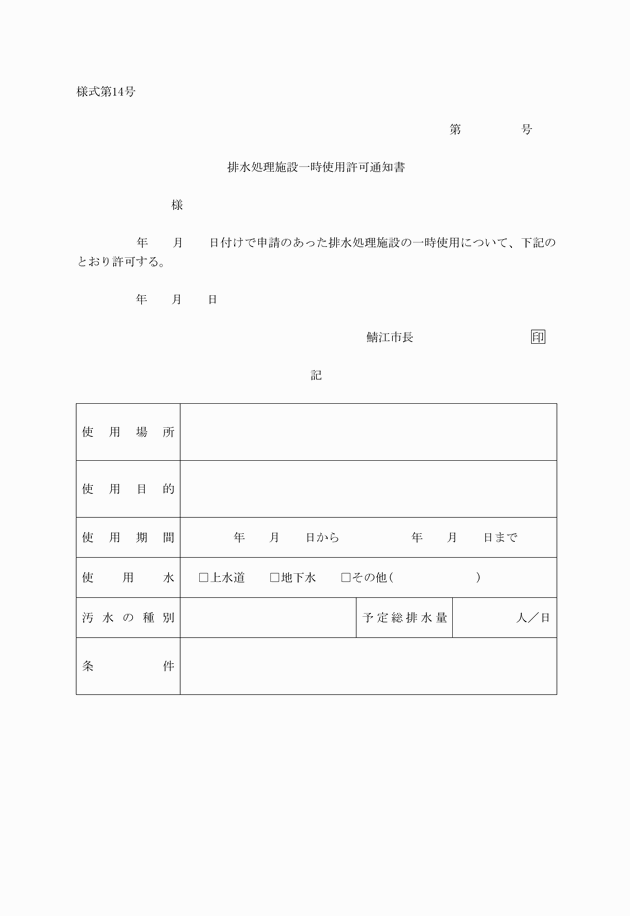 様式第14号
第　　　　　号
排水処理施設一時使用許可通知書
様
年　　月　　日付けで申請のあった排水処理施設の一時使用について、下記の
とおり許可する。
年　　月　　日
鯖江市長　　　　　　　　　　印
記
使用場所
使用目的
使用期間　　　　年　　月　　日から　　　　　　年　　月　　日まで
使用水　□上水道　　□地下水　　□その他（　　　　　　　）
汚水の種別　　　　予定総排水量　　　　人／日
条件